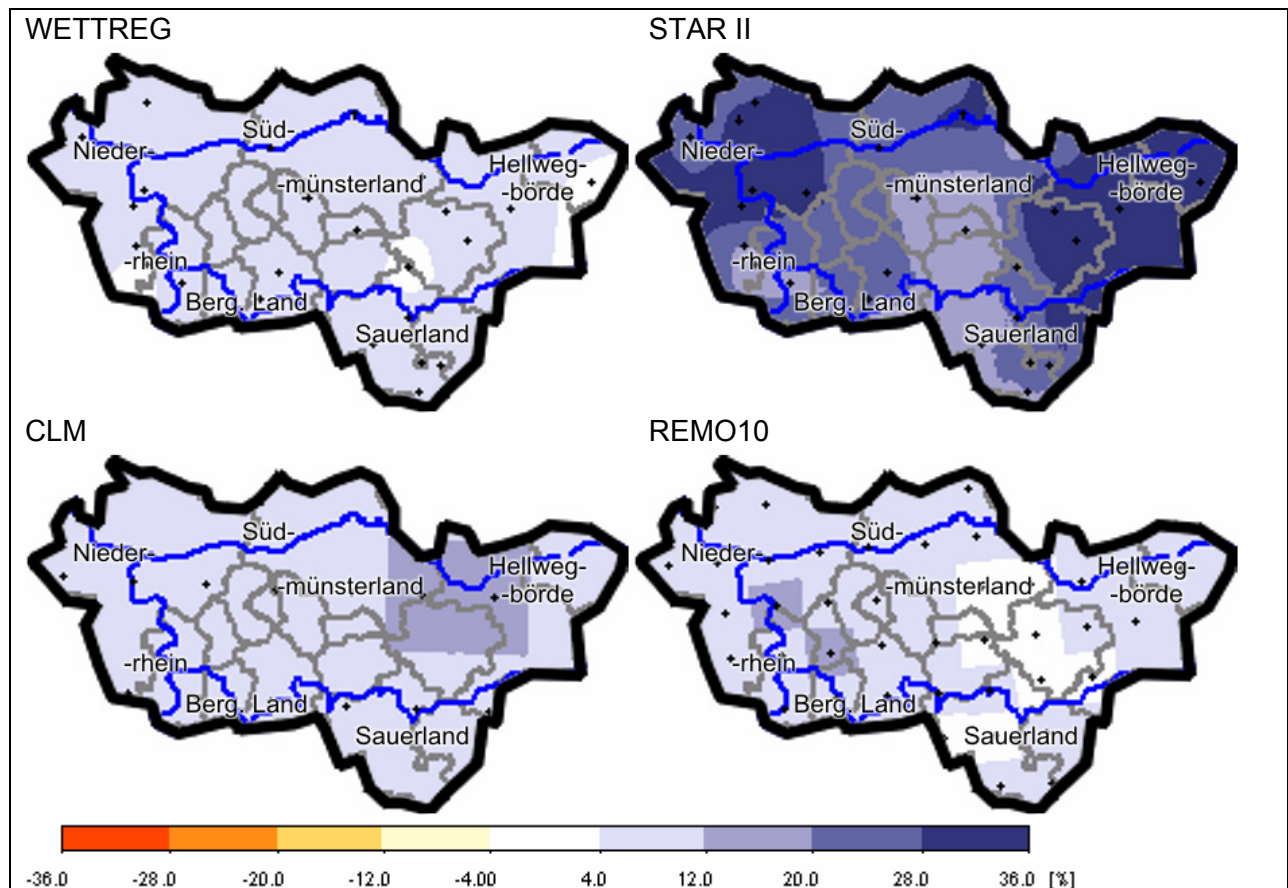 WETTREG
STAR II
Süd-
Nieder-
Hellweg-
-münsterland
-börde
-rhein
Berg. Land
Sauerland
Süd-
Nieder-
Hellweg-
-münsterland
-börde
-rhein
Berg. Land
Sauerland
CLM
REMO10
Süd-
Nieder-
Hellweg-
-münsterland
-börde
-rhein
Berg. Land
Sauerland
Süd-
Nieder-
Hellweg-
-münsterland
-börde
-rhein
Berg. Land
Sauerland
-36.0 -28.0 -20.0 -12.0 -4.00 4.0 12.0 20.0 28.0 36.0 [%]